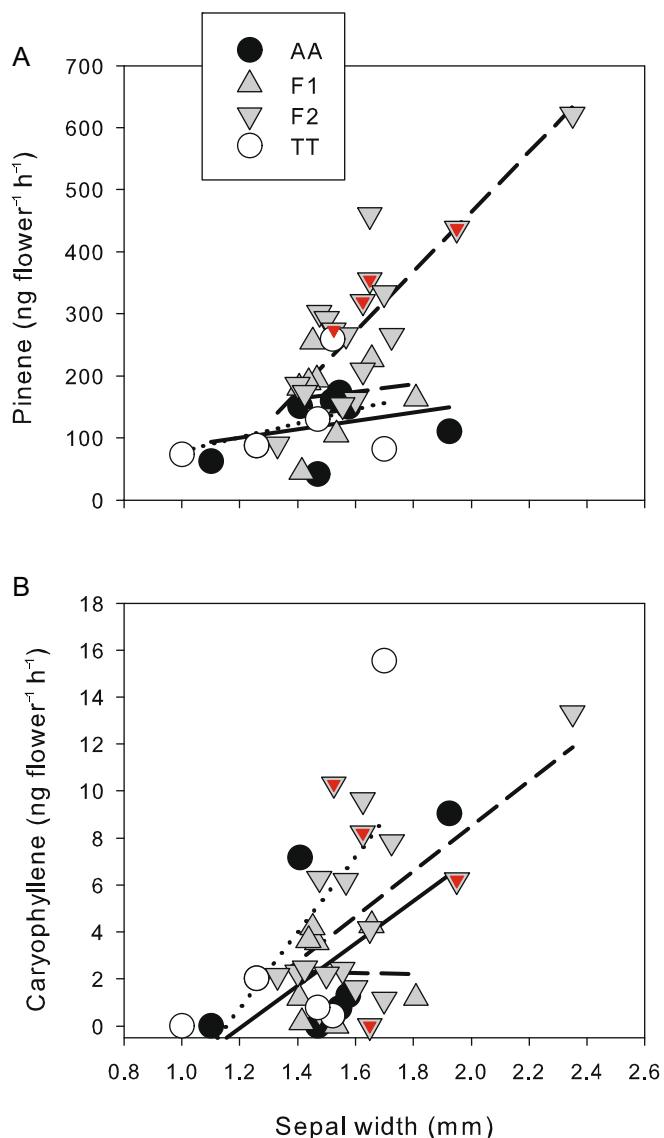 A
AA
F1
F2
TT
700
600
500
400
300
200
100
0
Pinene (ng flower⁻¹ h⁻¹)
B
18
16
14
12
10
8
6
4
2
0
Caryophyllene (ng flower⁻¹ h⁻¹)
0.8 1.0 1.2 1.4 1.6 1.8 2.0 2.2 2.4 2.6
Sepal width (mm)